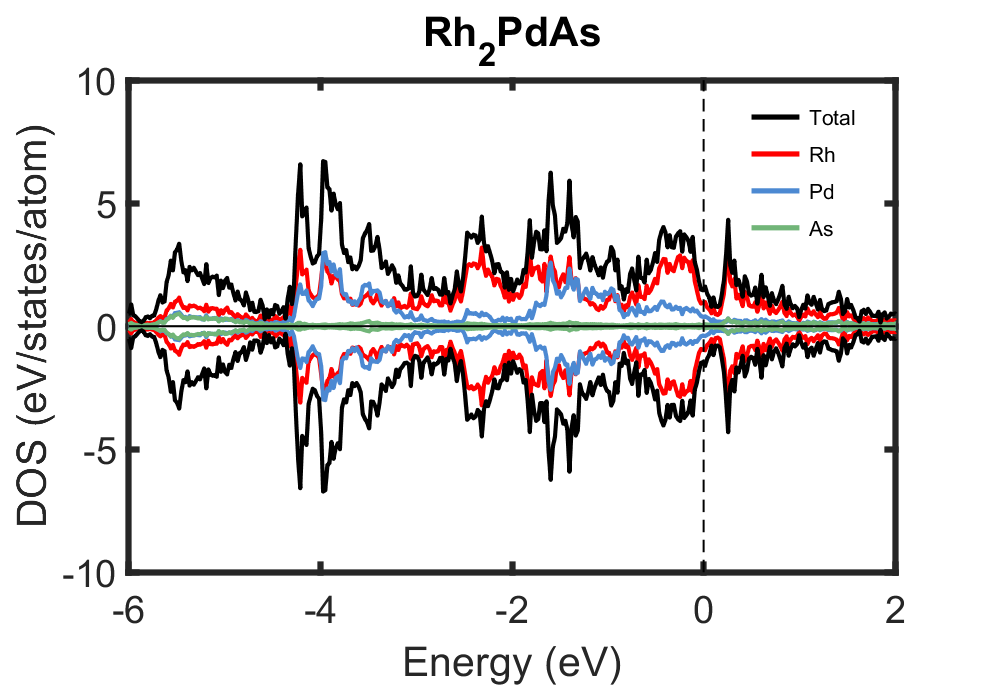 Rh₂PdAs
DOS (eV/states/atom)
10
5
0
-5
-10
Total
Rh
Pd
As
-6 -4 -2 0 2
Energy (eV)